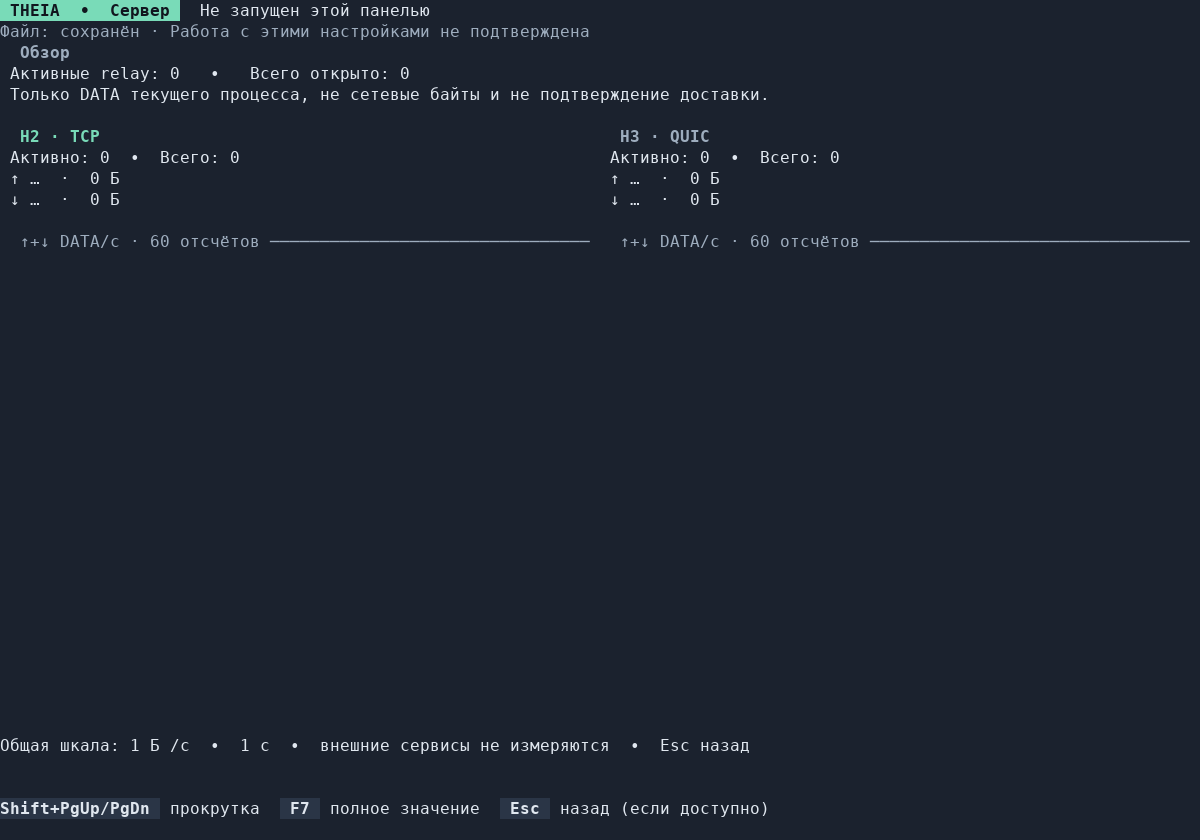 THEIA • Сервер Не запущен этой панелью
Файл: сохранён · Работа с этими настройками не подтверждена
Обзор
Активные relay: 0 • Всего открыто: 0
Только DATA текущего процесса, не сетевые байты и не подтверждение доставки.
H2 · TCP H3 · QUIC
Активно: 0 • Всего: 0 Активно: 0 • Всего: 0
↑ … · 0 Б ↑ … · 0 Б
↓ … · 0 Б ↓ … · 0 Б
↑+↓ DATA/с · 60 отсчётов ↑+↓ DATA/с · 60 отсчётов
Общая шкала: 1 Б /с • 1 с • внешние сервисы не измеряются • Esc назад
Shift+PgUp/PgDn прокрутка F7 полное значение Esc назад (если доступно)